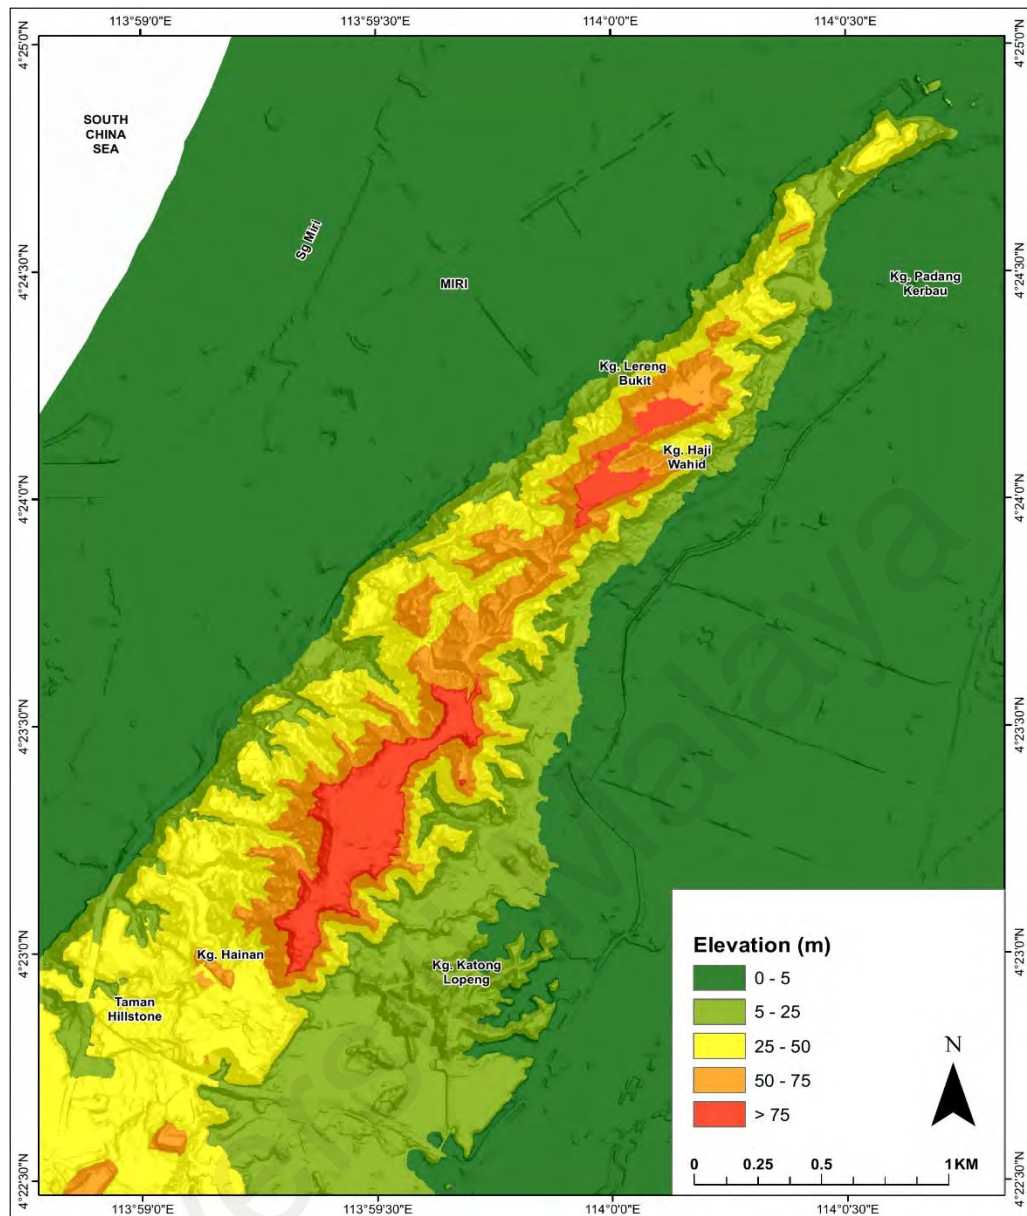 113°59'0"E
113°59'30"E
114°0'0"E
114°0'30"E
4°25'0"N
4°25'0"N
SOUTH
CHINA
SEA
Sg Miri
MIRI
4°24'30"N
4°24'30"N
Kg. Padang
Kerbau
Kg. Lereng
Bukit
Kg. Haji
Wahid
4°24'0"N
4°24'0"N
4°23'30"N
4°23'30"N
Kg. Hainan
Kg. Katong
Lopeng
Taman
Hillstone
4°23'0"N
4°23'0"N
Elevation (m)
0 - 5
5 - 25
25 - 50
50 - 75
> 75
N
0 0.25 0.5 1 KM
4°22'30"N
4°22'30"N
113°59'0"E
113°59'30"E
114°0'0"E
114°0'30"E
Malaya